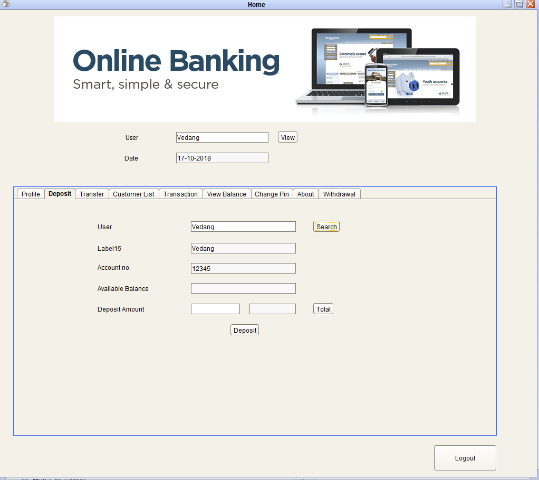 Home
Online Banking
Smart, simple & secure
User Vedang View
Date 17-10-2018
Profile Deposit Transfer Customer List Transaction View Balance Change Pin About Withdrawal
User Vedang Search
Label15 Vedang
Account no. 12345
Available Balance
Deposit Amount Total
Deposit
Logout